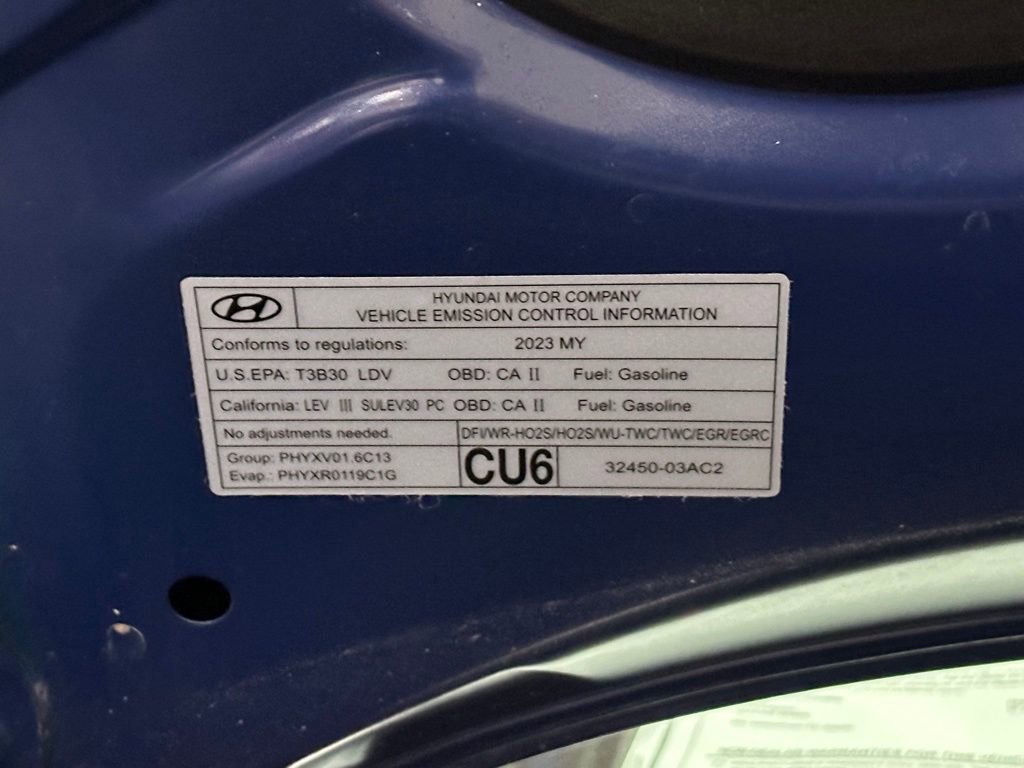 HYUNDAI MOTOR COMPANY
VEHICLE EMISSION CONTROL INFORMATION
Conforms to regulations: 2023 MY
U.S.EPA: T3B30 LDV OBD: CA II Fuel: Gasoline
California: LEV III SULEV30 PC OBD: CA II Fuel: Gasoline
No adjustments needed. DFI/WR-HO2S/HO2S/WU-TWC/TWC/EGR/EGRC
Group: PHYXV01.6C13
Evap.: PHYXR0119C1G
CU6
32450-03AC2